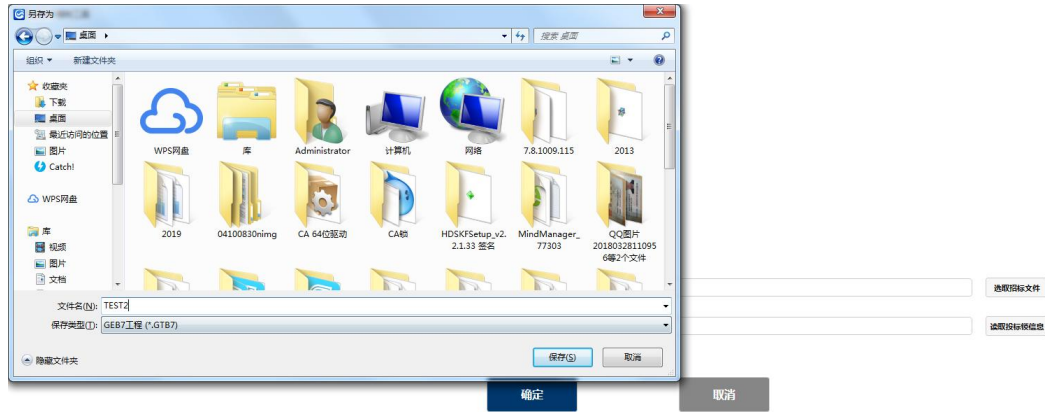 另存为
桌面
搜索 桌面
组织 新建文件夹
收藏夹
下载
桌面
最近访问的位置
图片
Catch!
WPS网盘
库
视频
图片
文档
WPS网盘 库 Administrator 计算机 网络 7.8.1009.115 2013
2019 04100830nimg CA 64位驱动 CA锁 HDSKFSetup_v2.2.1.33 签名 MindManager_77303 QQ图片20180328110956等2个文件
文件名(N): TEST2
保存类型(T): GEB7工程 (*.GTB7)
隐藏文件夹 保存(S) 取消
选取招标文件
读取投标锁信息
确定 取消